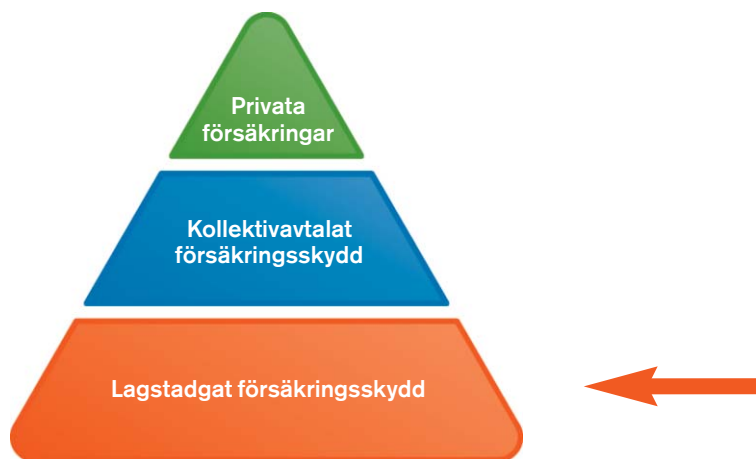 Privata
försäkringar
Kollektivavtalat
försäkringsskydd
Lagstadgat försäkringsskydd